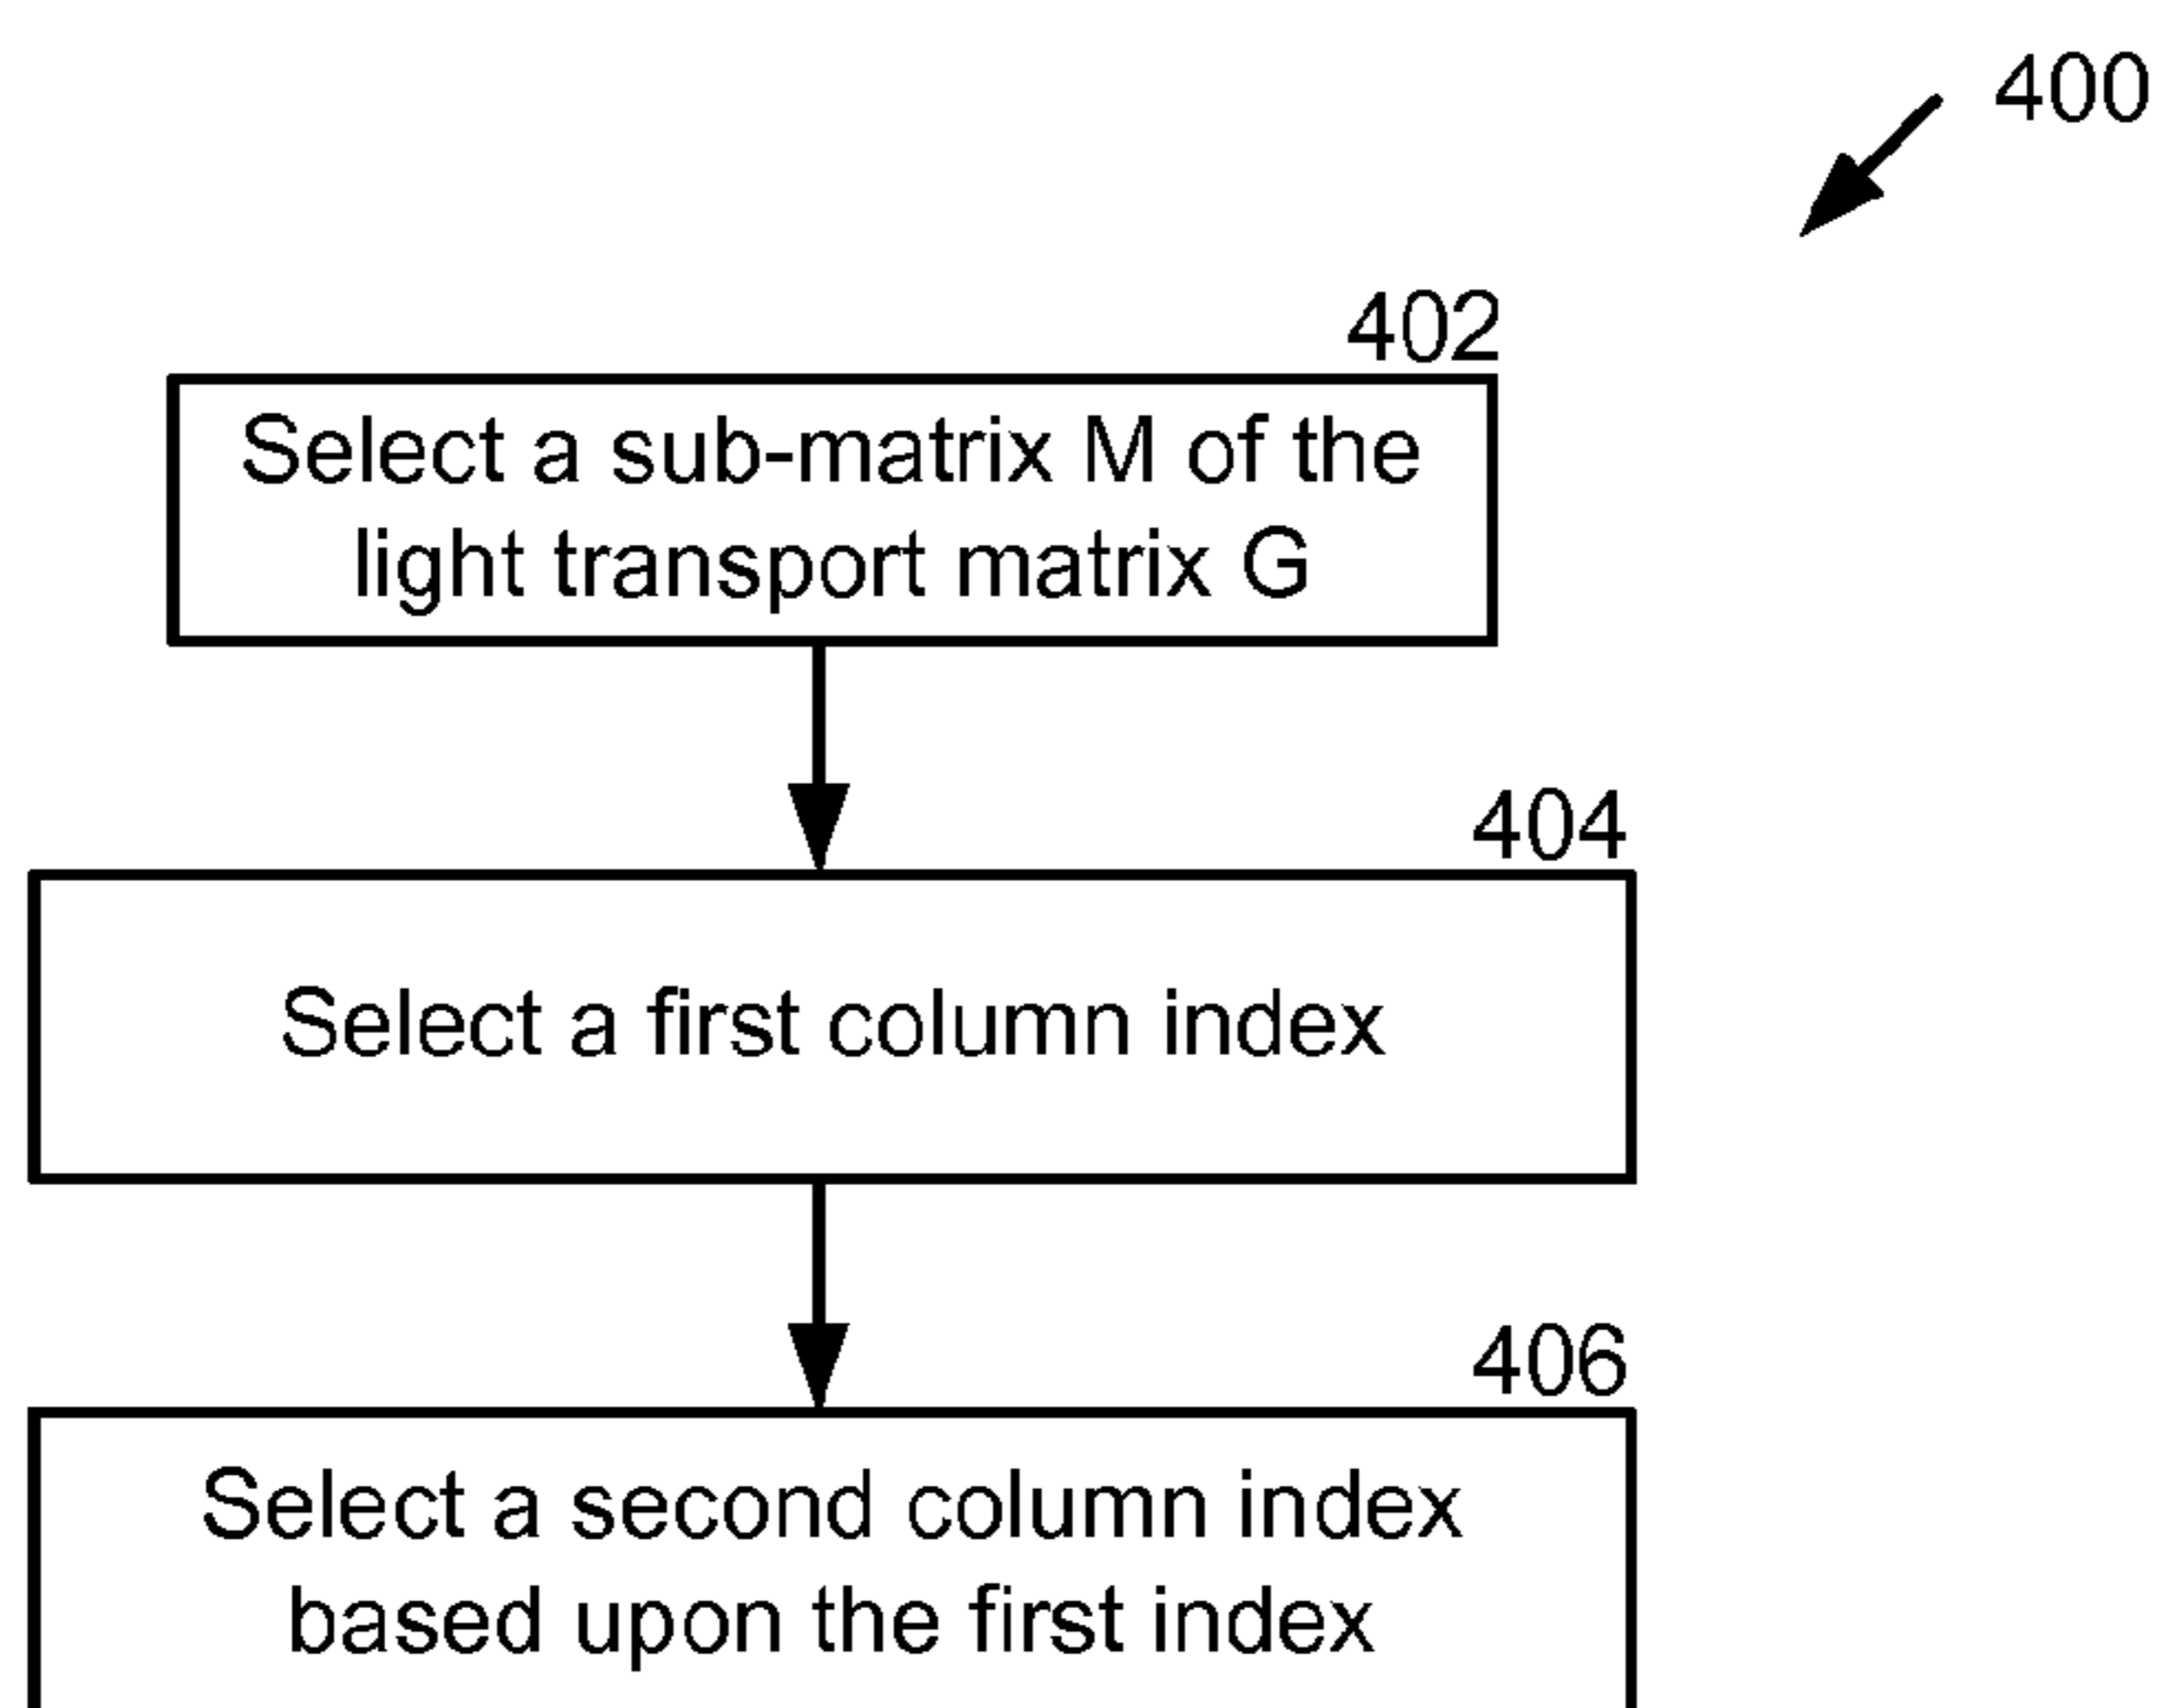 400
402
Select a sub-matrix M of the
light transport matrix G
404
Select a first column index
406
Select a second column index
based upon the first index